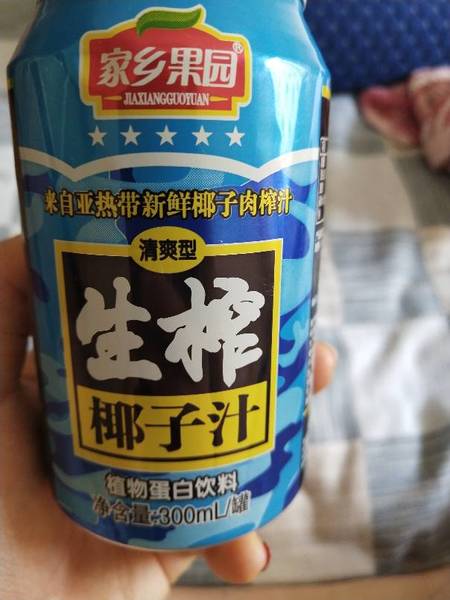 家乡果园®
JIAXIANGGUOYUAN
来自亚热带新鲜椰子肉榨汁
清爽型
生榨
椰子汁
植物蛋白饮料
净含量:300mL/罐